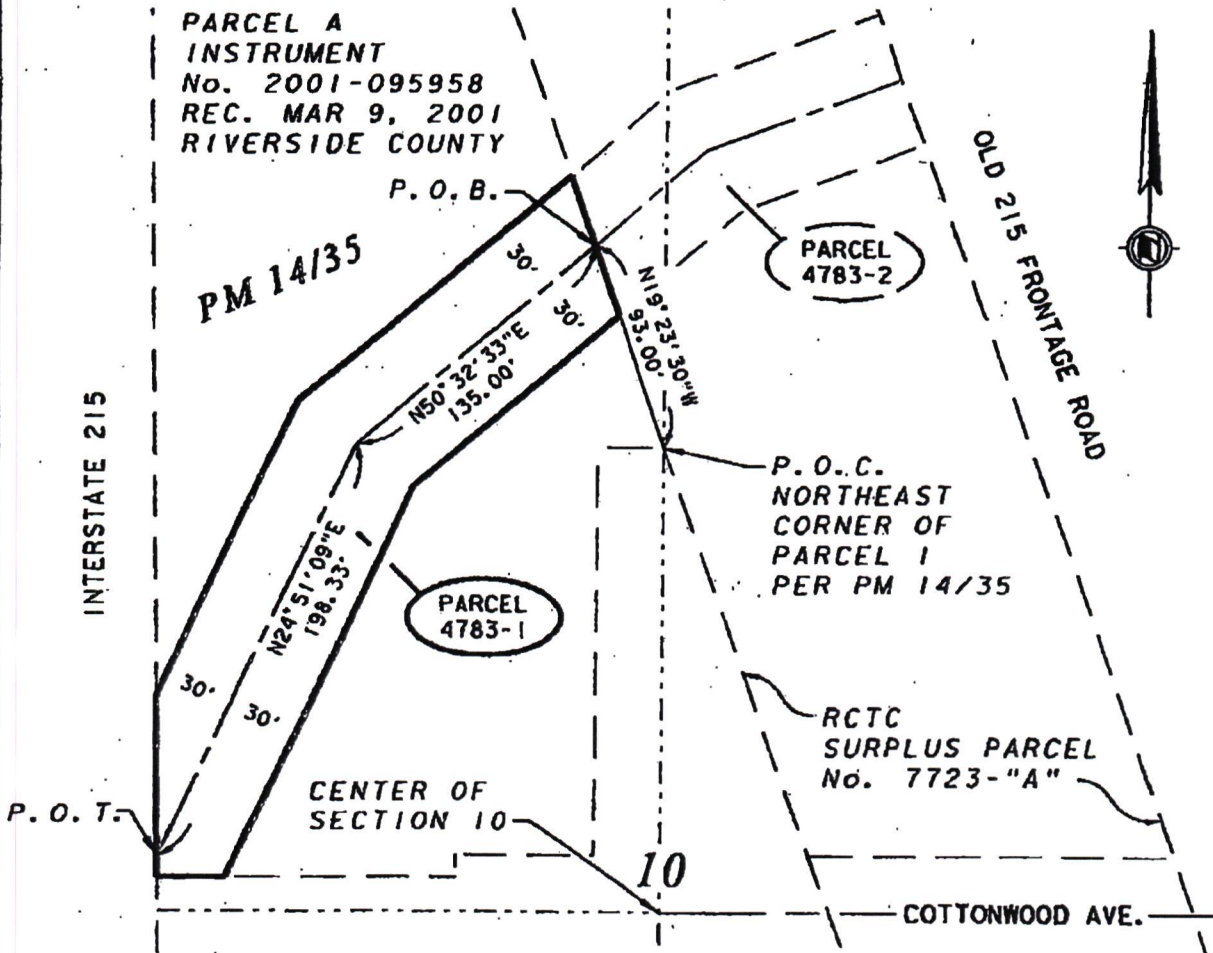 PARCEL A
INSTRUMENT
No. 2001-095958
REC. MAR 9, 2001
RIVERSIDE COUNTY
P.O.B.
PM 14/35
30'
30'
N19°23'30"W
93.00'
PARCEL
4783-2
OLD 215 FRONTAGE ROAD
N50°32'33"E
135.00'
INTERSTATE 215
P.O.C.
NORTHEAST
CORNER OF
PARCEL 1
PER PM 14/35
N24°51'09"E
198.33'
PARCEL
4783-1
30'
30'
RCTC
SURPLUS PARCEL
No. 7723-"A"
P.O.T.
CENTER OF
SECTION 10
10
COTTONWOOD AVE.